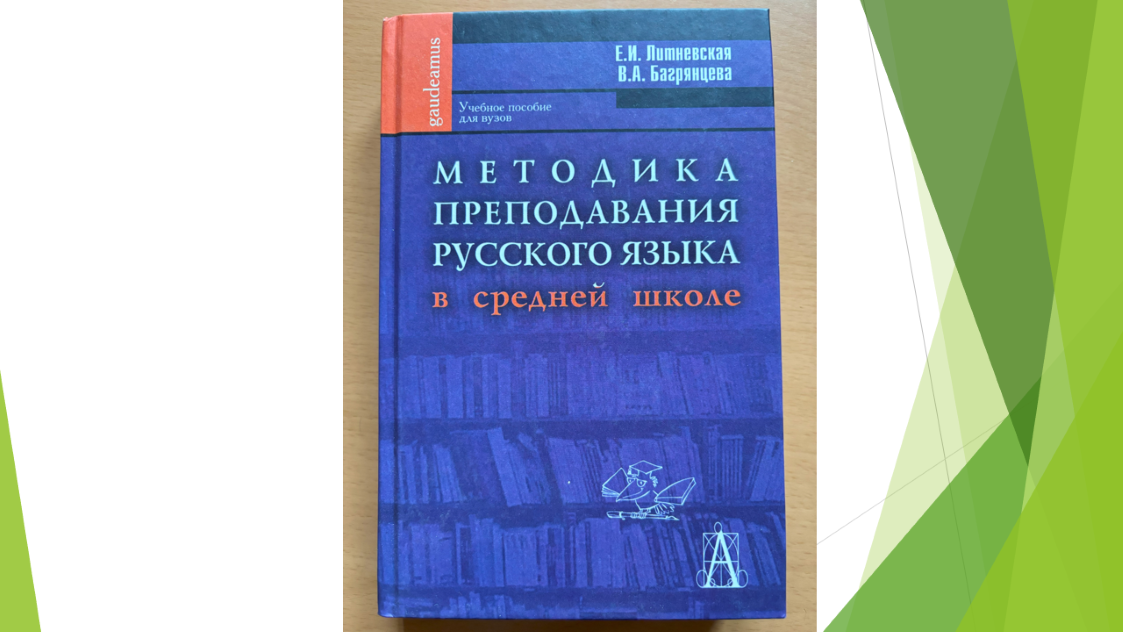 gaudeamus
Е.И. Литневская
В.А. Багрянцева
Учебное пособие
для вузов
МЕТОДИКА
ПРЕПОДАВАНИЯ
РУССКОГО ЯЗЫКА
в средней школе